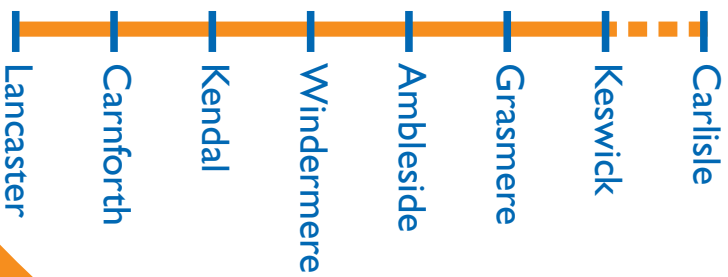 Lancaster
Carnforth
Kendal
Windermere
Ambleside
Grasmere
Keswick
Carlisle